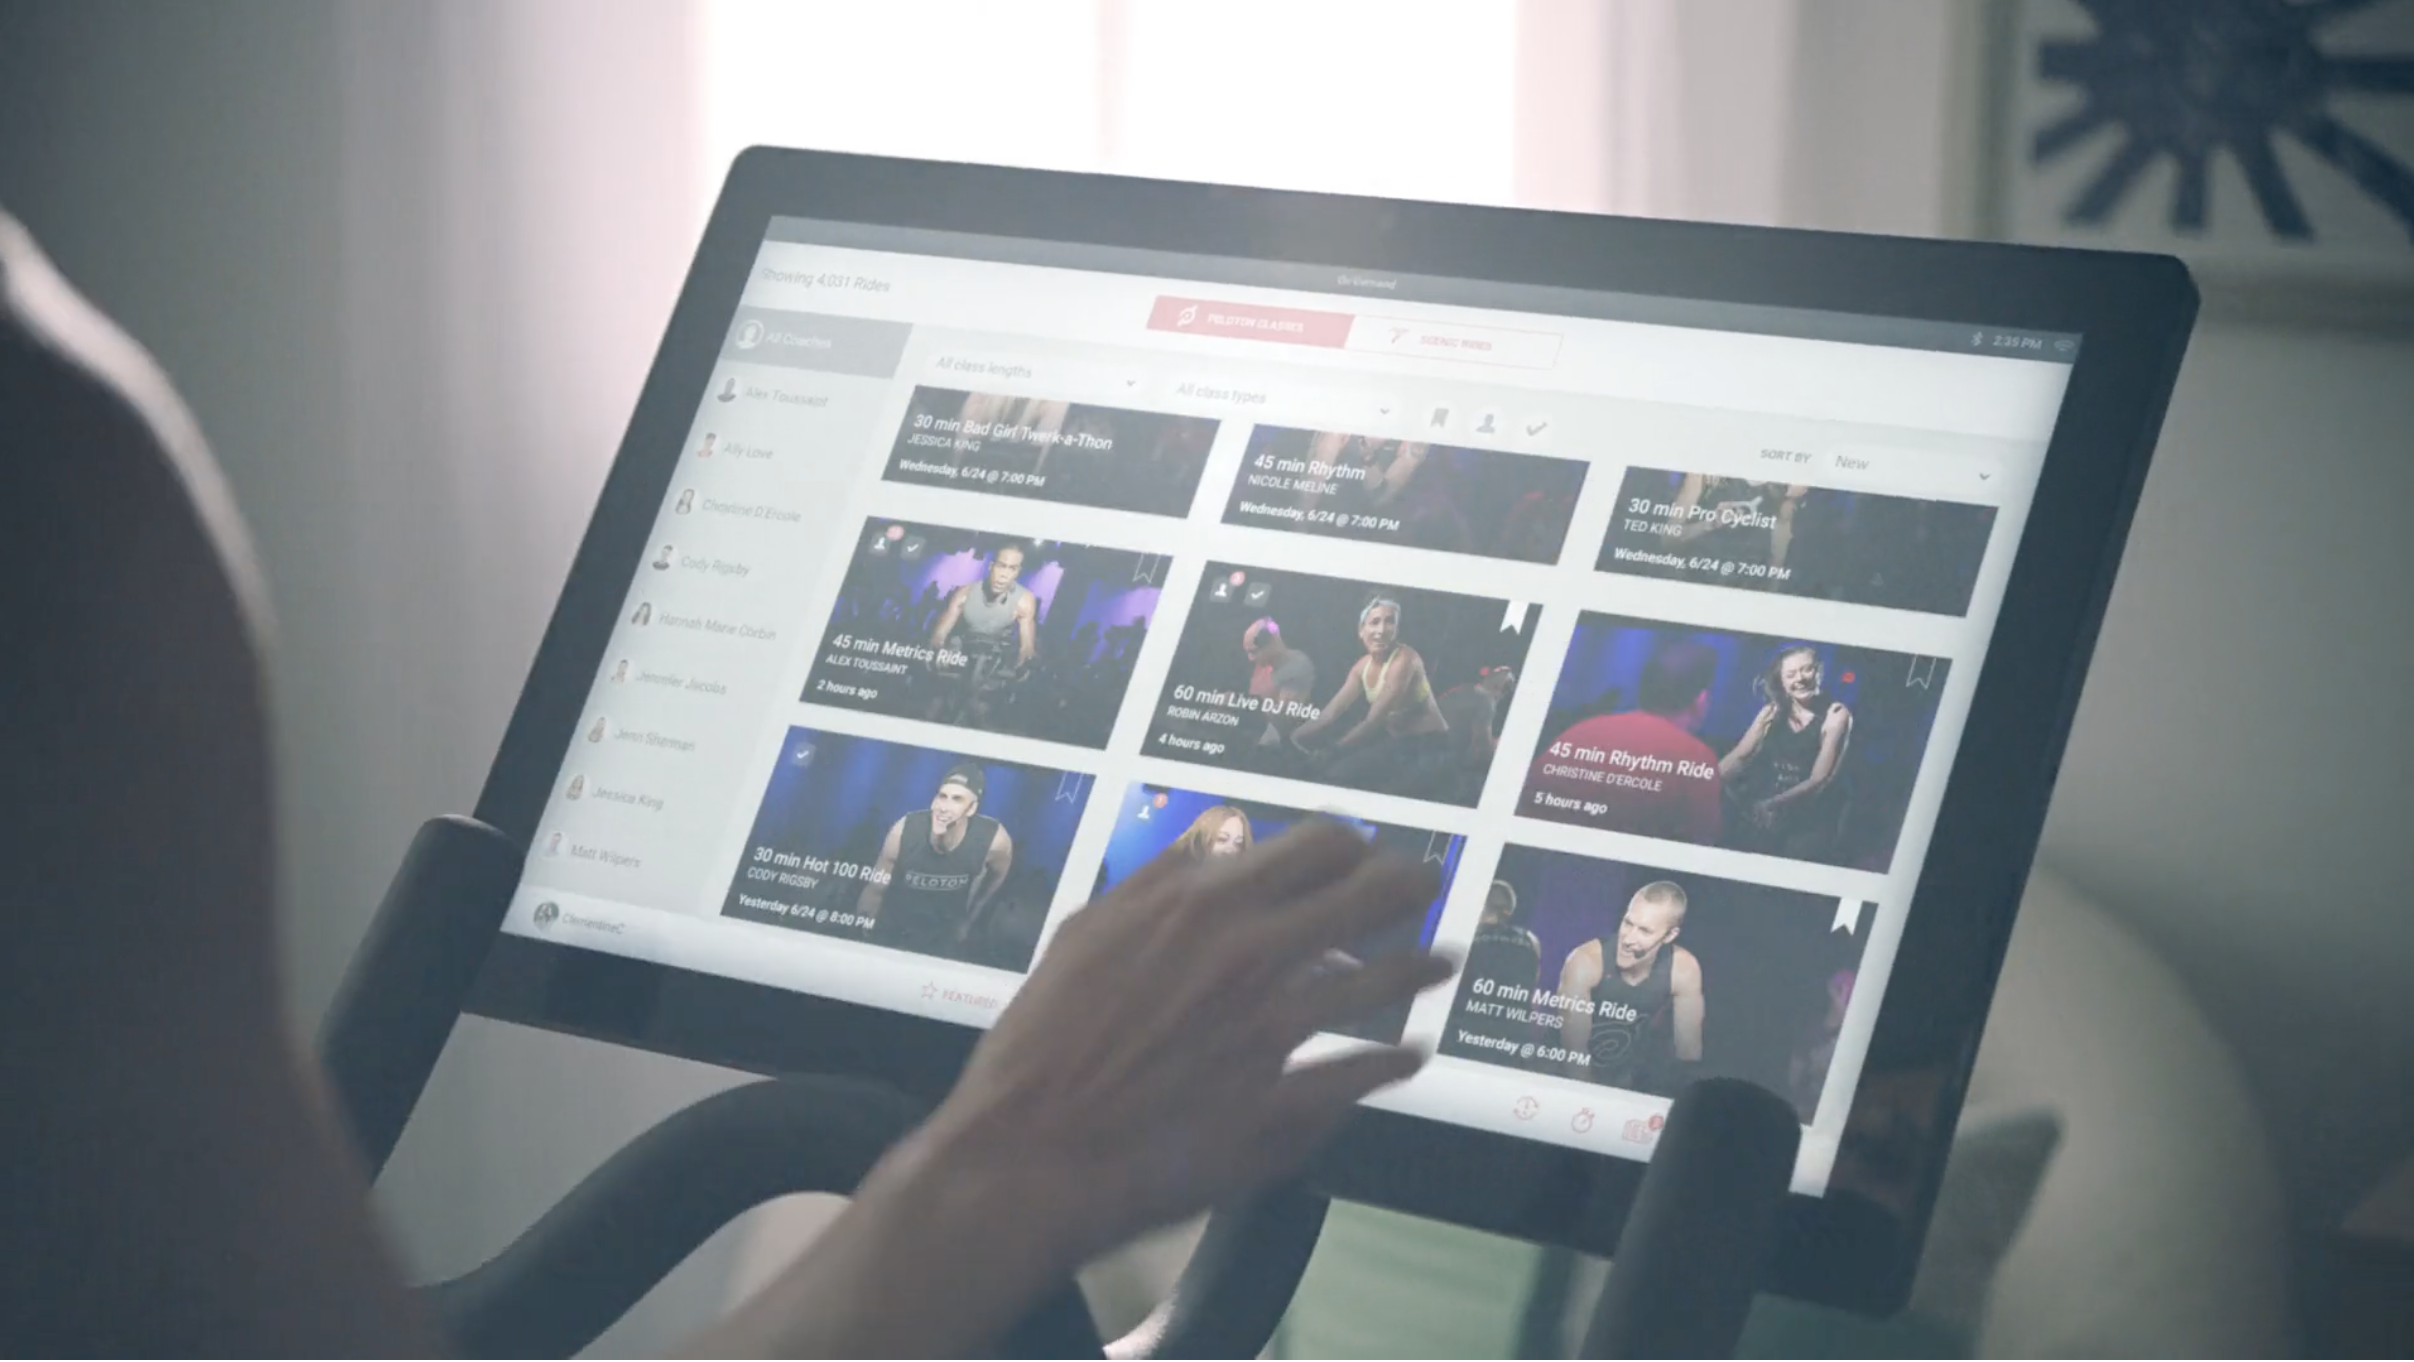 On Demand
2:35 PM
Showing 4,031 Rides
PELOTON CLASSES
SCENIC RIDES
All Coaches
Alex Toussaint
Ally Love
Christine D'Ercole
Cody Rigsby
Hannah Marie Corbin
Jennifer Jacobs
Jenn Sherman
Jessica King
Matt Wilpers
ClementineC
All class lengths
All class types
SORT BY New
30 min Bad Girl Twerk-a-Thon
JESSICA KING
Wednesday, 6/24 @ 7:00 PM
45 min Rhythm
NICOLE MELINE
Wednesday, 6/24 @ 7:00 PM
30 min Pro Cyclist
TED KING
Wednesday, 6/24 @ 7:00 PM
45 min Metrics Ride
ALEX TOUSSAINT
2 hours ago
60 min Live DJ Ride
ROBIN ARZON
4 hours ago
45 min Rhythm Ride
CHRISTINE D'ERCOLE
5 hours ago
PELOTON
30 min Hot 100 Ride
CODY RIGSBY
Yesterday 6/24 @ 8:00 PM
60 min Metrics Ride
MATT WILPERS
Yesterday @ 6:00 PM
FEATURED